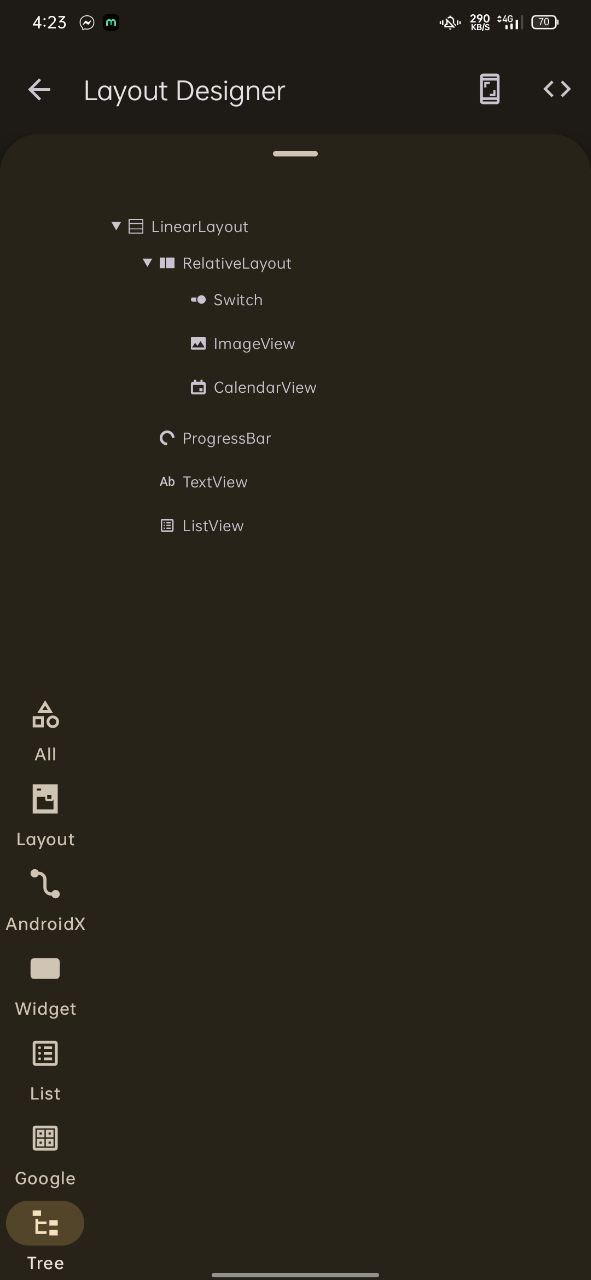 4:23
290
KB/S
4G
70
Layout Designer
LinearLayout
RelativeLayout
Switch
ImageView
CalendarView
ProgressBar
Ab TextView
ListView
All
Layout
AndroidX
Widget
List
Google
Tree